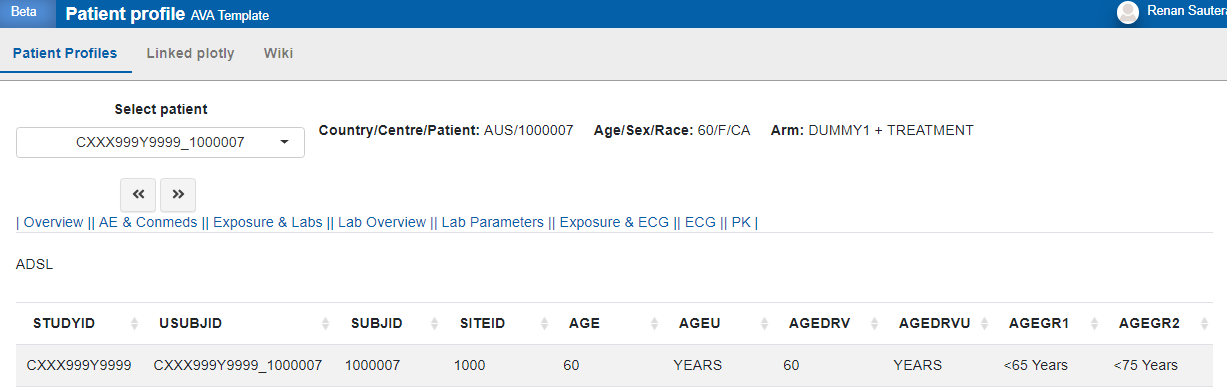 Beta Patient profile AVA Template Renan Sautera
Patient Profiles Linked plotly Wiki
Select patient
CXXX999Y9999_1000007
Country/Centre/Patient: AUS/1000007 Age/Sex/Race: 60/F/CA Arm: DUMMY1 + TREATMENT
| Overview || AE & Conmeds || Exposure & Labs || Lab Overview || Lab Parameters || Exposure & ECG || ECG || PK |
ADSL
STUDYID USUBJID SUBJID SITEID AGE AGEU AGEDRV AGEDRVU AGEGR1 AGEGR2
CXXX999Y9999 CXXX999Y9999_1000007 1000007 1000 60 YEARS 60 YEARS <65 Years <75 Years